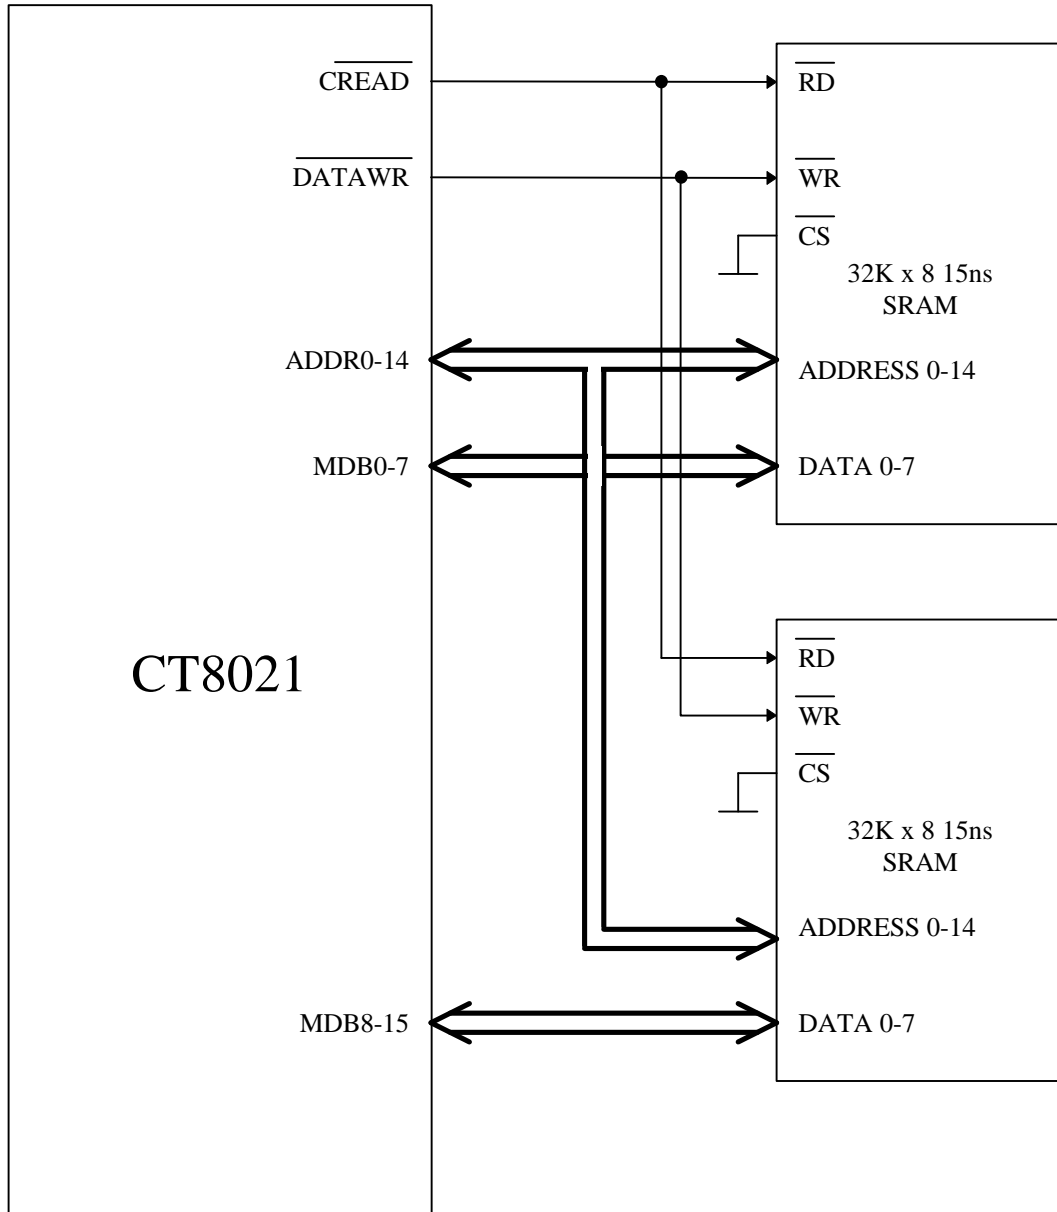 CREAD
DATAWR
ADDR0-14
MDB0-7
CT8021
MDB8-15
RD
WR
CS
32K x 8 15ns
SRAM
ADDRESS 0-14
DATA 0-7
RD
WR
CS
32K x 8 15ns
SRAM
ADDRESS 0-14
DATA 0-7